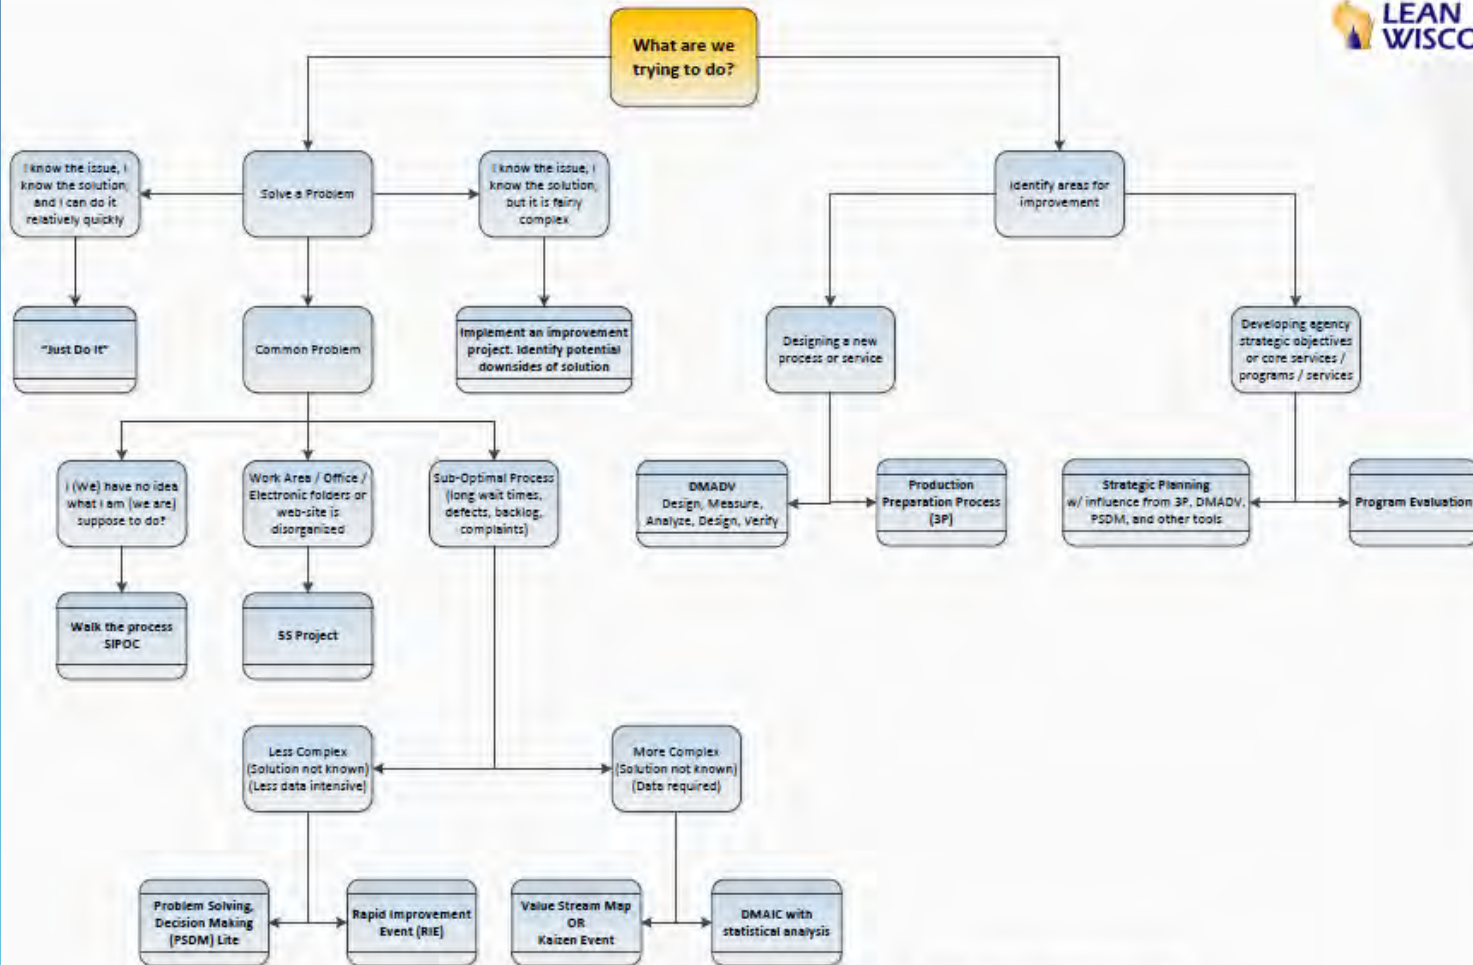 LEAN
WISCO
What are we
trying to do?
I know the issue, I
know the solution,
and I can do it
relatively quickly
Solve a Problem
I know the issue, I
know the solution,
but it is fairly
complex
Identify areas for
improvement
"Just Do It"
Common Problem
Implement an improvement
project. Identify potential
downsides of solution
Designing a new
process or service
Developing agency
strategic objectives
or core services /
programs / services
I (We) have no idea
what I am (we are)
suppose to do?
Work Area / Office /
Electronic folders or
web-site is
disorganized
Sub-Optimal Process
(long wait times,
defects, backlog,
complaints)
DMADV
Design, Measure,
Analyze, Design, Verify
Production
Preparation Process
(3P)
Strategic Planning
w/ influence from 3P, DMADV,
PSDM, and other tools
Program Evaluation
Walk the process
SIPOC
5S Project
Less Complex
(Solution not known)
(Less data intensive)
More Complex
(Solution not known)
(Data required)
Problem Solving,
Decision Making
(PSDM) Lite
Rapid Improvement
Event (RIE)
Value Stream Map
OR
Kaizen Event
DMAIC with
statistical analysis